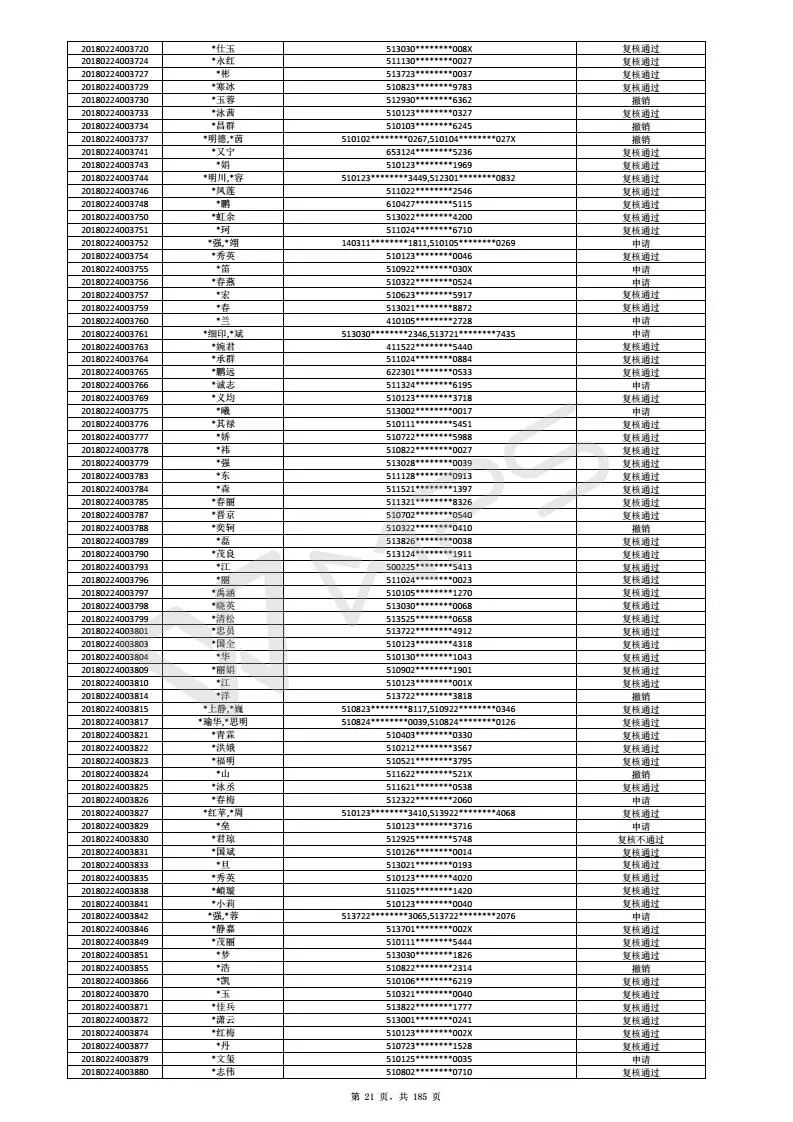 20180224003720 *仕玉 513030********008X 复核通过
20180224003724 *永红 511130********0027 复核通过
20180224003727 *彬 513723********0037 复核通过
20180224003729 *寒冰 510823********9783 复核通过
20180224003730 *玉蓉 512930********6362 撤销
20180224003733 *泳茜 510123********0327 复核通过
20180224003734 *昌群 510103********6245 撤销
20180224003737 *明德,*茵 510102********0267,510104********027X 撤销
20180224003741 *又宁 653124********5236 复核通过
20180224003743 *娟 510123********1969 复核通过
20180224003744 *明川,*容 510123********3449,512301********0832 复核通过
20180224003746 *凤莲 511022********2546 复核通过
20180224003748 *鹏 610427********5115 复核通过
20180224003750 *虹余 513022********4200 复核通过
20180224003751 *珂 511024********6710 复核通过
20180224003752 *强,*翊 140311********1811,510105********0269 申请
20180224003754 *秀英 510123********0046 复核通过
20180224003755 *笛 510922********030X 申请
20180224003756 *春燕 510322********0524 申请
20180224003757 *宏 510623********5917 复核通过
20180224003759 *春 513021********8872 复核通过
20180224003760 *兰 410105********2728 申请
20180224003761 *细印,*斌 513030********2346,513721********7435 申请
20180224003763 *婉君 411522********5440 复核通过
20180224003764 *承群 511024********0884 复核通过
20180224003765 *鹏远 622301********0533 复核通过
20180224003766 *诚志 511324********6195 申请
20180224003769 *义均 510123********3718 复核通过
20180224003775 *曦 513002********0017 申请
20180224003776 *其禄 510111********5451 复核通过
20180224003777 *娇 510722********5988 复核通过
20180224003778 *祎 510822********0027 复核通过
20180224003779 *强 513028********0039 复核通过
20180224003783 *东 511128********0913 复核通过
20180224003784 *森 511521********1397 复核通过
20180224003785 *春丽 511321********8326 复核通过
20180224003787 *晋京 510702********0540 复核通过
20180224003788 *奕轲 510322********0410 撤销
20180224003789 *磊 513826********0038 复核通过
20180224003790 *茂良 513124********1911 复核通过
20180224003793 *江 500225********5413 复核通过
20180224003796 *丽 511024********0023 复核通过
20180224003797 *禹涵 510105********1270 复核通过
20180224003798 *晓英 513030********0068 复核通过
20180224003799 *清松 513525********0658 复核通过
20180224003801 *忠员 513722********4912 复核通过
20180224003803 *国全 510123********4318 复核通过
20180224003804 *华 510130********1043 复核通过
20180224003809 *丽娟 510902********1901 复核通过
20180224003810 *江 510123********001X 复核通过
20180224003814 *洋 513722********3818 撤销
20180224003815 *上静,*巍 510823********8117,510922********0346 复核通过
20180224003817 *瑜华,*思明 510824********0039,510824********0126 复核通过
20180224003821 *青霖 510403********0330 复核通过
20180224003822 *洪娥 510212********3567 复核通过
20180224003823 *福明 510521********3795 复核通过
20180224003824 *山 511622********521X 撤销
20180224003825 *泳丞 511621********0538 复核通过
20180224003826 *春梅 512322********2060 申请
20180224003827 *红苹,*周 510123********3410,513922********4068 复核通过
20180224003829 *垒 510123********3716 申请
20180224003830 *君琼 512925********5748 复核不通过
20180224003831 *国斌 510126********0014 复核通过
20180224003833 *旦 513021********0193 复核通过
20180224003835 *秀英 510123********4020 复核通过
20180224003838 *崸璇 511025********1420 复核通过
20180224003841 *小莉 510123********0040 复核通过
20180224003842 *强,*蓉 513722********3065,513722********2076 申请
20180224003846 *静嘉 513701********002X 复核通过
20180224003849 *茂丽 510111********5444 复核通过
20180224003851 *梦 513030********1826 复核通过
20180224003855 *浩 510822********2314 撤销
20180224003866 *凯 510106********6219 复核通过
20180224003870 *玉 510321********0040 复核通过
20180224003871 *佳兵 513822********1777 复核通过
20180224003872 *潇云 513001********0241 复核通过
20180224003874 *红梅 510123********002X 复核通过
20180224003877 *丹 510723********1528 复核通过
20180224003879 *文玺 510125********0035 申请
20180224003880 *志伟 510802********0710 复核通过
第 21 页，共 185 页